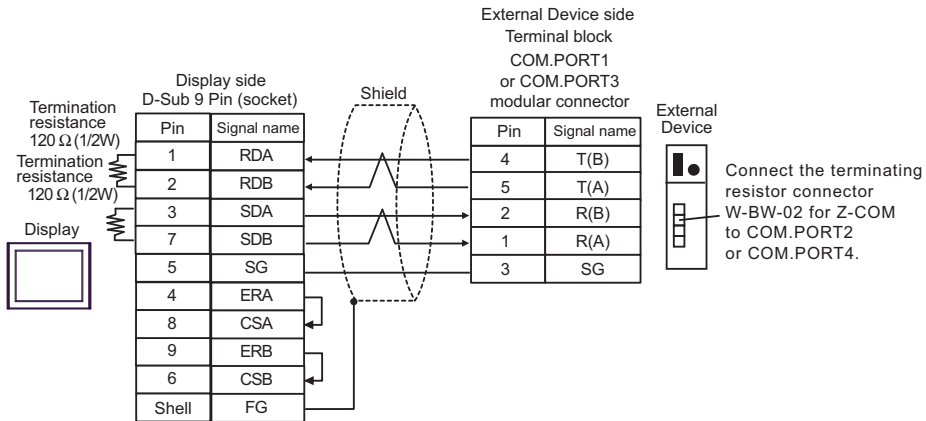 External Device side
Terminal block
COM.PORT1
or COM.PORT3
modular connector
Display side
D-Sub 9 Pin (socket)
Shield
External
Device
Termination
resistance
120 Ω (1/2W)
Termination
resistance
120 Ω (1/2W)
Display
Pin Signal name
1 RDA
2 RDB
3 SDA
7 SDB
5 SG
4 ERA
8 CSA
9 ERB
6 CSB
Shell FG
Pin Signal name
4 T(B)
5 T(A)
2 R(B)
1 R(A)
3 SG
Connect the terminating
resistor connector
W-BW-02 for Z-COM
to COM.PORT2
or COM.PORT4.